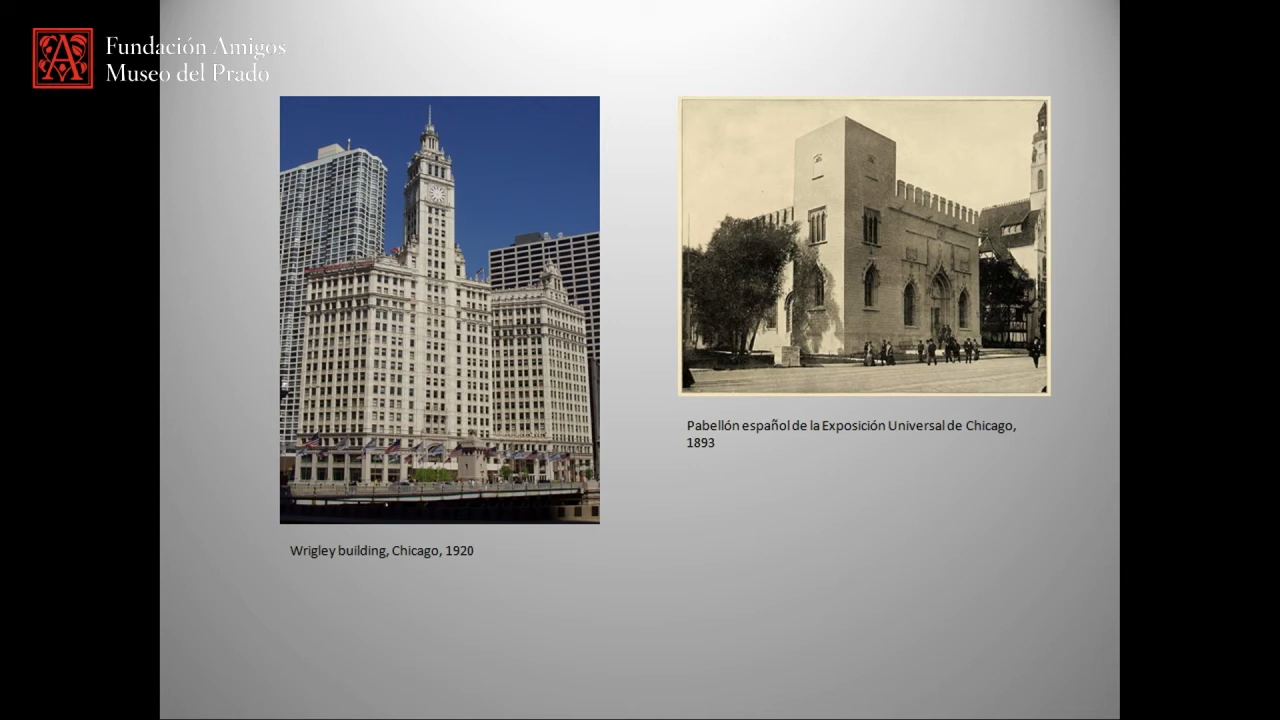 Fundación Amigos
Museo del Prado
Pabellón español de la Exposición Universal de Chicago,
1893
Wrigley building, Chicago, 1920